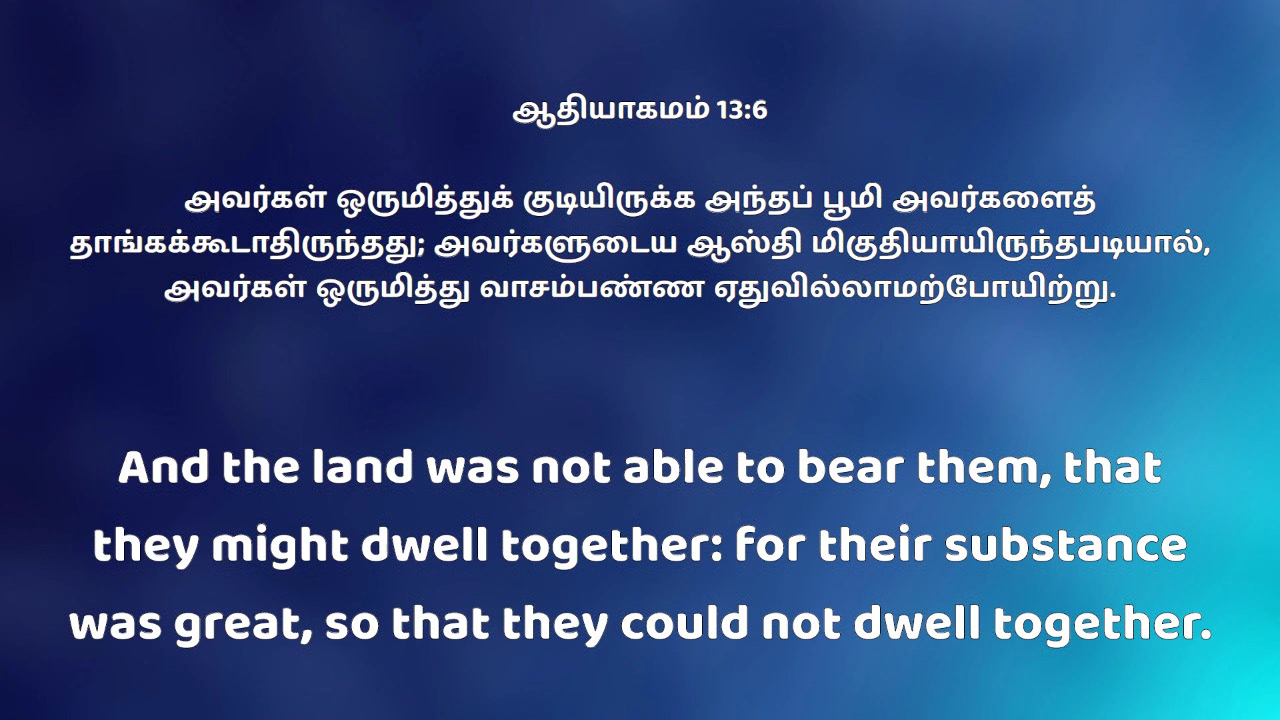 ஆதியாகமம் 13:6
அவர்கள் ஒருமித்துக் குடியிருக்க அந்தப் பூமி அவர்களைத்
தாங்கக்கூடாதிருந்தது; அவர்களுடைய ஆஸ்தி மிகுதியாயிருந்தபடியால்,
அவர்கள் ஒருமித்து வாசம்பண்ண ஏதுவில்லாமற்போயிற்று.
And the land was not able to bear them, that
they might dwell together: for their substance
was great, so that they could not dwell together.